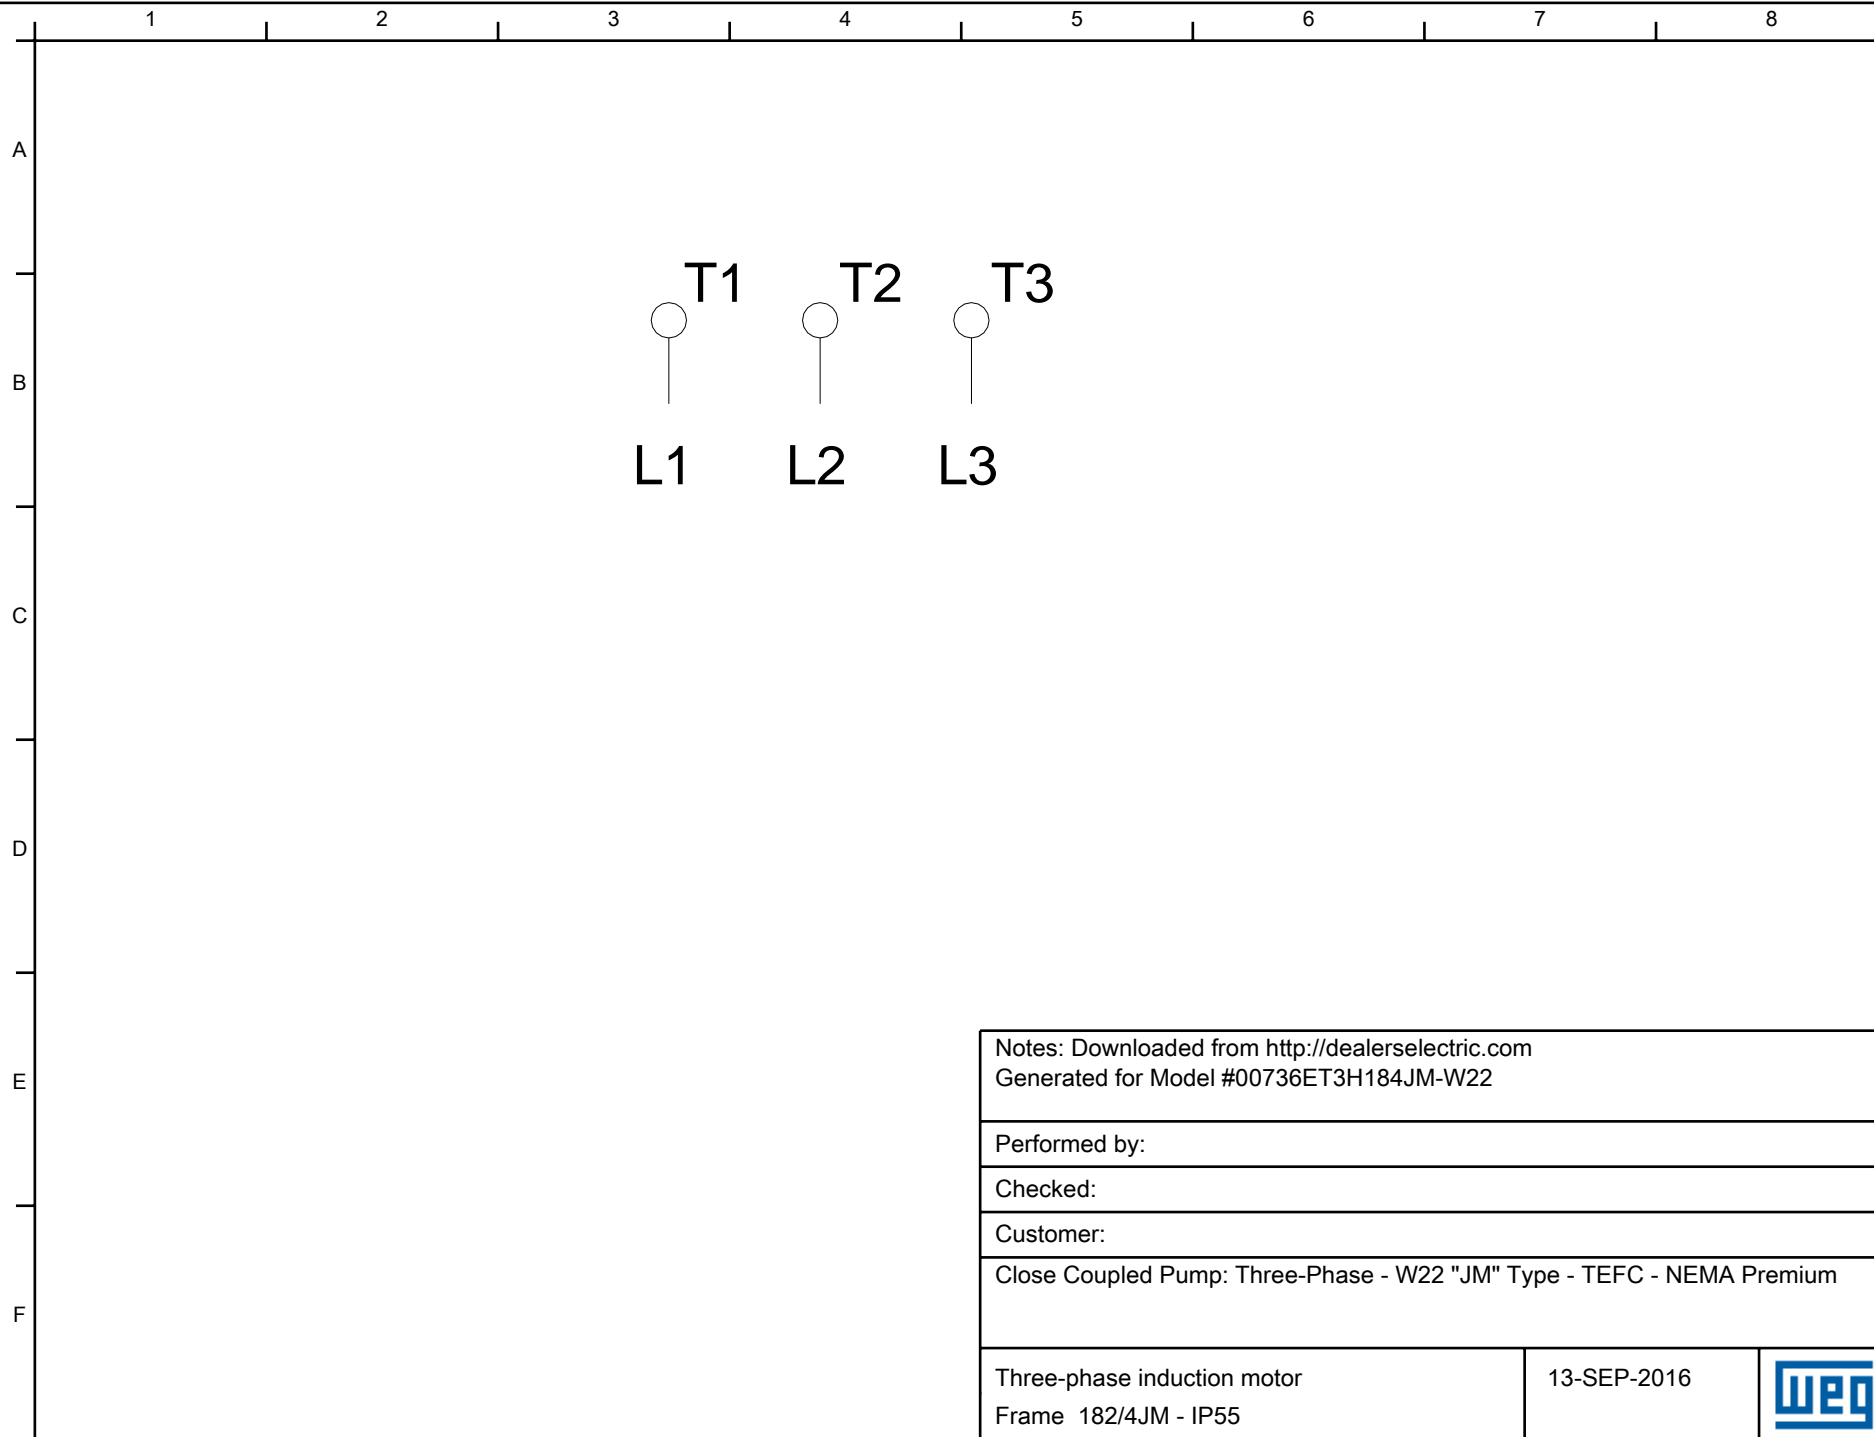 1 2 3 4 5 6 7 8
A
T1 T2 T3
B
L1 L2 L3
C
D
Notes: Downloaded from http://dealerselectric.com
E
Generated for Model #00736ET3H184JM-W22
Performed by:
Checked:
Customer:
Close Coupled Pump: Three-Phase - W22 "JM" Type - TEFC - NEMA Premium
F
Three-phase induction motor
13-SEP-2016
Frame 182/4JM - IP55
weg